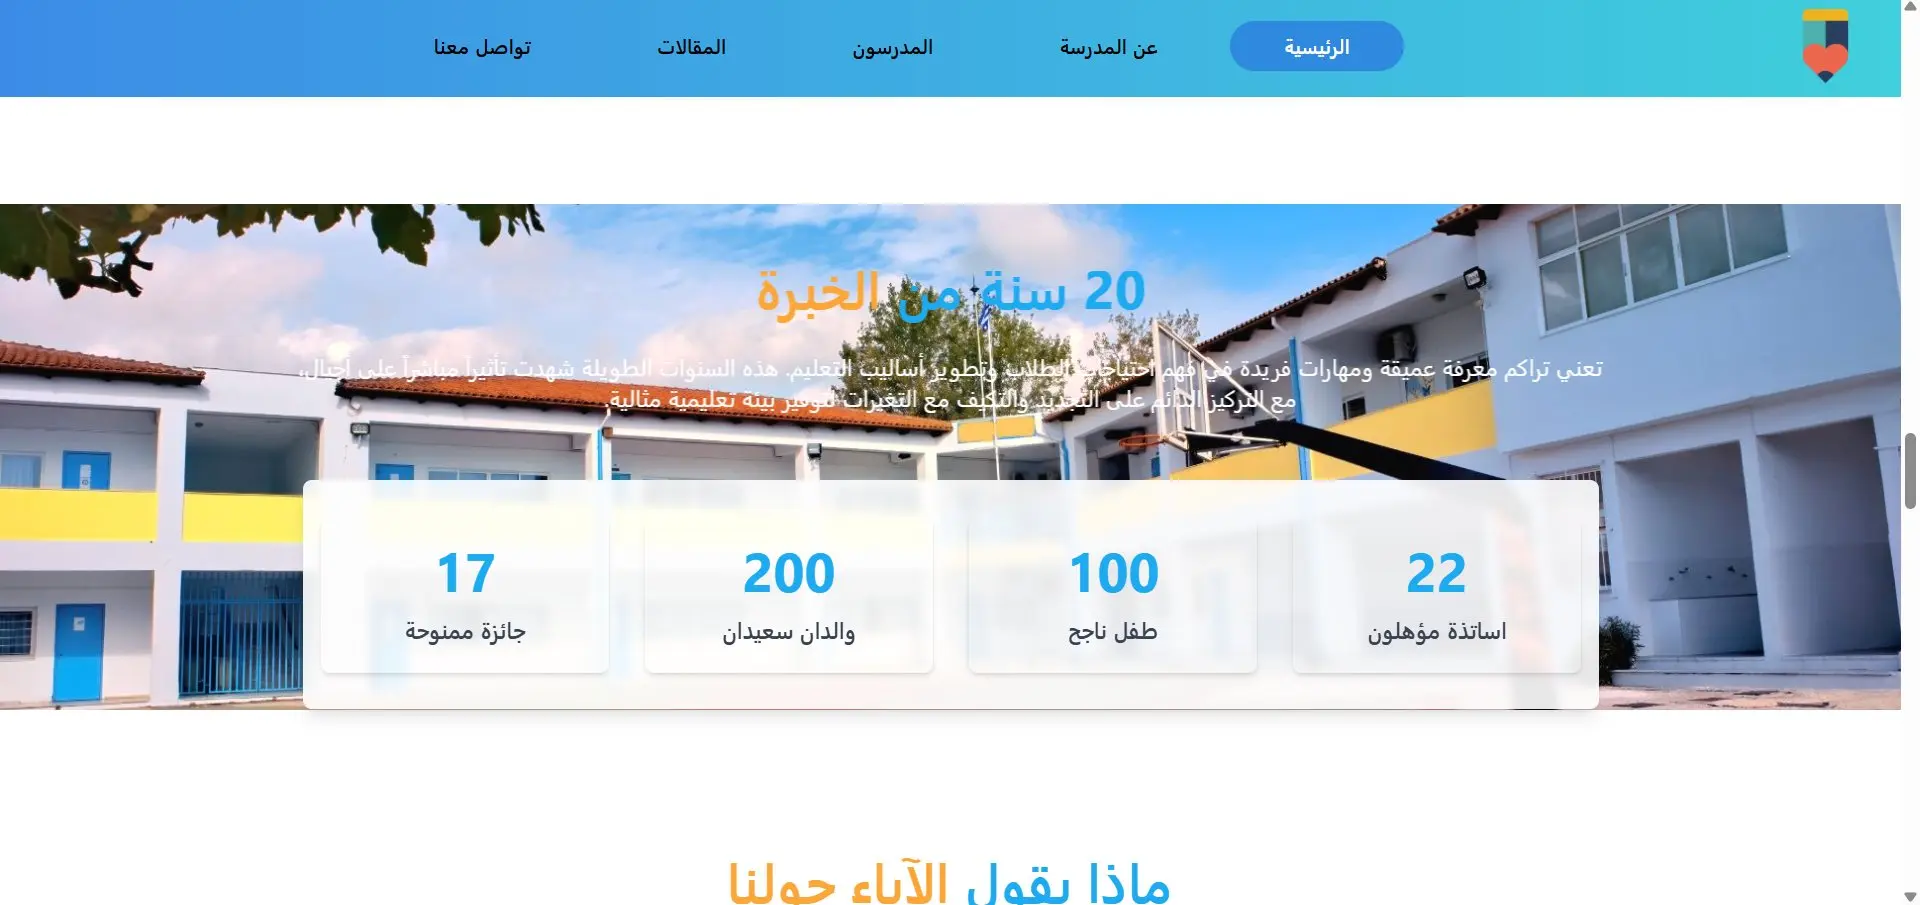 الرئيسية
عن المدرسة
المدرسون
المقالات
تواصل معنا
20 سنة من الخبرة
تعني تراكم معرفة عميقة ومهارات فريدة في فهم احتياجات الطلاب وتطوير أساليب التعليم. هذه السنوات الطويلة شهدت تأثيراً مباشراً على أجيال،
مع التركيز الدائم على التجديد والتكيف مع التغيرات لتوفير بيئة تعليمية مثالية.
22
اساتذة مؤهلون
100
طفل ناجح
200
والدان سعيدان
17
جائزة ممنوحة
ماذا يقول الآباء حولنا